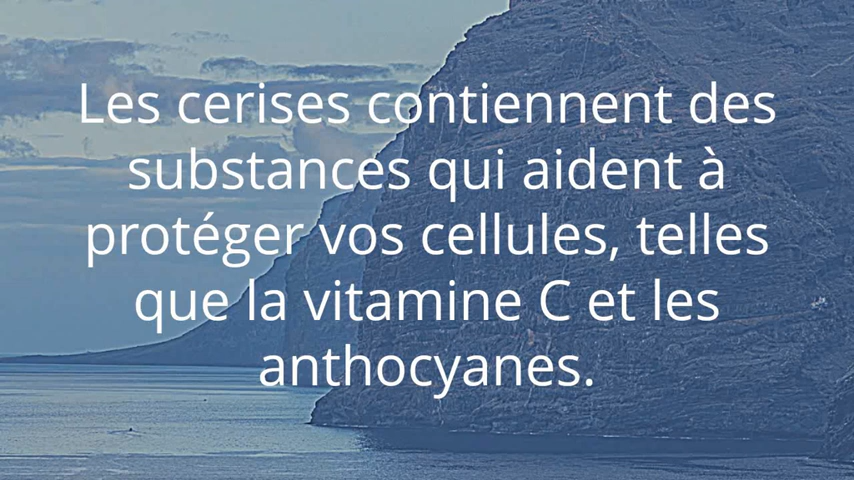 Les cerises contiennent des
substances qui aident à
protéger vos cellules, telles
que la vitamine C et les
anthocyanes.